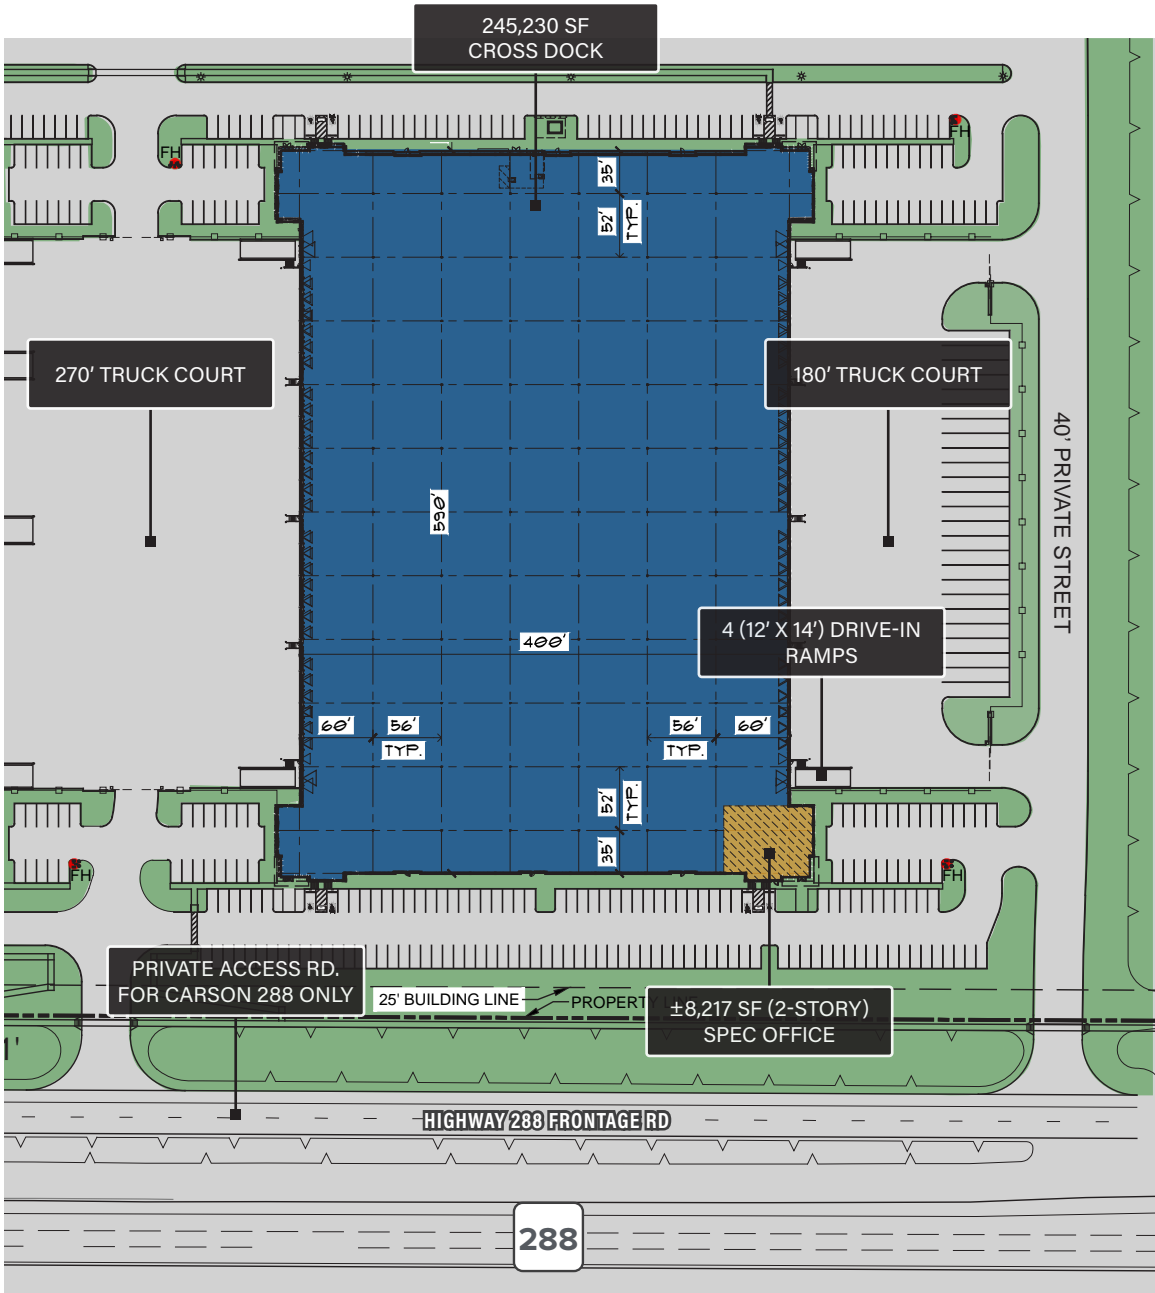 245,230 SF
CROSS DOCK
FH
FH
35'
52'
TYP.
270' TRUCK COURT
180' TRUCK COURT
40' PRIVATE STREET
590'
4 (12' X 14') DRIVE-IN
RAMPS
400'
60'
56'
TYP.
56'
60'
TYP.
52'
TYP.
35'
FH
FH
PRIVATE ACCESS RD.
FOR CARSON 288 ONLY
25' BUILDING LINE
PROPERTY LINE
±8,217 SF (2-STORY)
SPEC OFFICE
1'
HIGHWAY 288 FRONTAGE RD
288